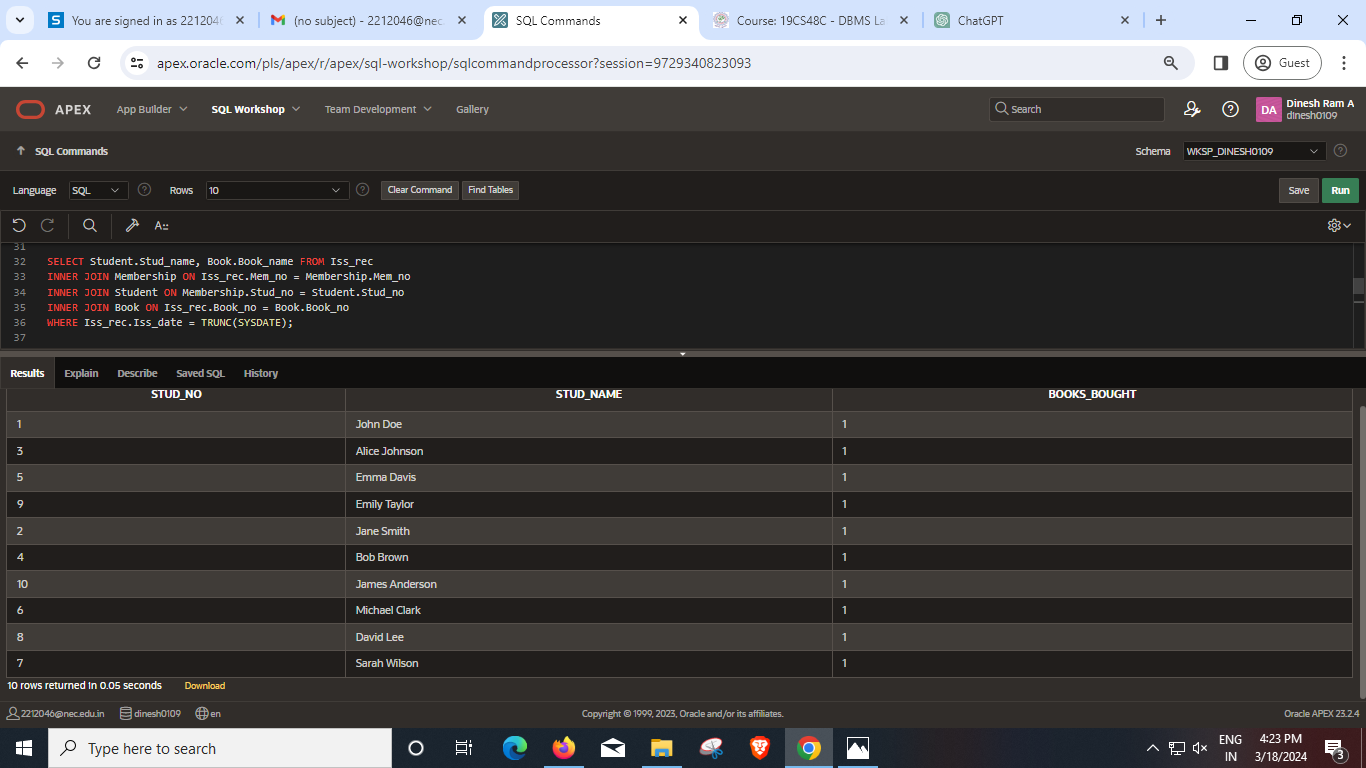 You are signed in as 221204
(no subject) - 2212046@nec.
SQL Commands
Course: 19CS48C - DBMS La
ChatGPT
apex.oracle.com/pls/apex/r/apex/sql-workshop/sqlcommandprocessor?session=9729340823093
Guest
APEX
App Builder
SQL Workshop
Team Development
Gallery
Search
DA
Dinesh Ram A
dinesh0109
SQL Commands
Schema
WKSP_DINESH0109
Language
SQL
Rows
10
Clear Command
Find Tables
Save
Run
A::
31
32 SELECT Student.Stud_name, Book.Book_name FROM Iss_rec
33 INNER JOIN Membership ON Iss_rec.Mem_no = Membership.Mem_no
34 INNER JOIN Student ON Membership.Stud_no = Student.Stud_no
35 INNER JOIN Book ON Iss_rec.Book_no = Book.Book_no
36 WHERE Iss_rec.Iss_date = TRUNC(SYSDATE);
37
Results Explain Describe Saved SQL History
STUD_NO STUD_NAME BOOKS_BOUGHT
1 John Doe 1
3 Alice Johnson 1
5 Emma Davis 1
9 Emily Taylor 1
2 Jane Smith 1
4 Bob Brown 1
10 James Anderson 1
6 Michael Clark 1
8 David Lee 1
7 Sarah Wilson 1
10 rows returned in 0.05 seconds Download
2212046@nec.edu.in dinesh0109 en
Copyright © 1999, 2023, Oracle and/or its affiliates.
Oracle APEX 23.2.4
Type here to search
ENG
IN
4:23 PM
3/18/2024
3